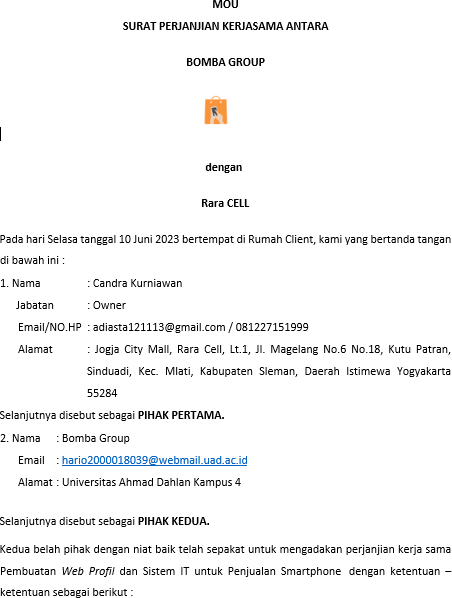 MOU
SURAT PERJANJIAN KERJASAMA ANTARA
BOMBA GROUP
dengan
Rara CELL
Pada hari Selasa tanggal 10 Juni 2023 bertempat di Rumah Client, kami yang bertanda tangan
di bawah ini :
1. Nama : Candra Kurniawan
Jabatan : Owner
Email/NO.HP : adiasta121113@gmail.com / 081227151999
Alamat : Jogja City Mall, Rara Cell, Lt.1, Jl. Magelang No.6 No.18, Kutu Patran,
Sinduadi, Kec. Mlati, Kabupaten Sleman, Daerah Istimewa Yogyakarta
55284
Selanjutnya disebut sebagai PIHAK PERTAMA.
2. Nama : Bomba Group
Email : hario2000018039@webmail.uad.ac.id
Alamat : Universitas Ahmad Dahlan Kampus 4
Selanjutnya disebut sebagai PIHAK KEDUA.
Kedua belah pihak dengan niat baik telah sepakat untuk mengadakan perjanjian kerja sama
Pembuatan Web Profil dan Sistem IT untuk Penjualan Smartphone dengan ketentuan –
ketentuan sebagai berikut :